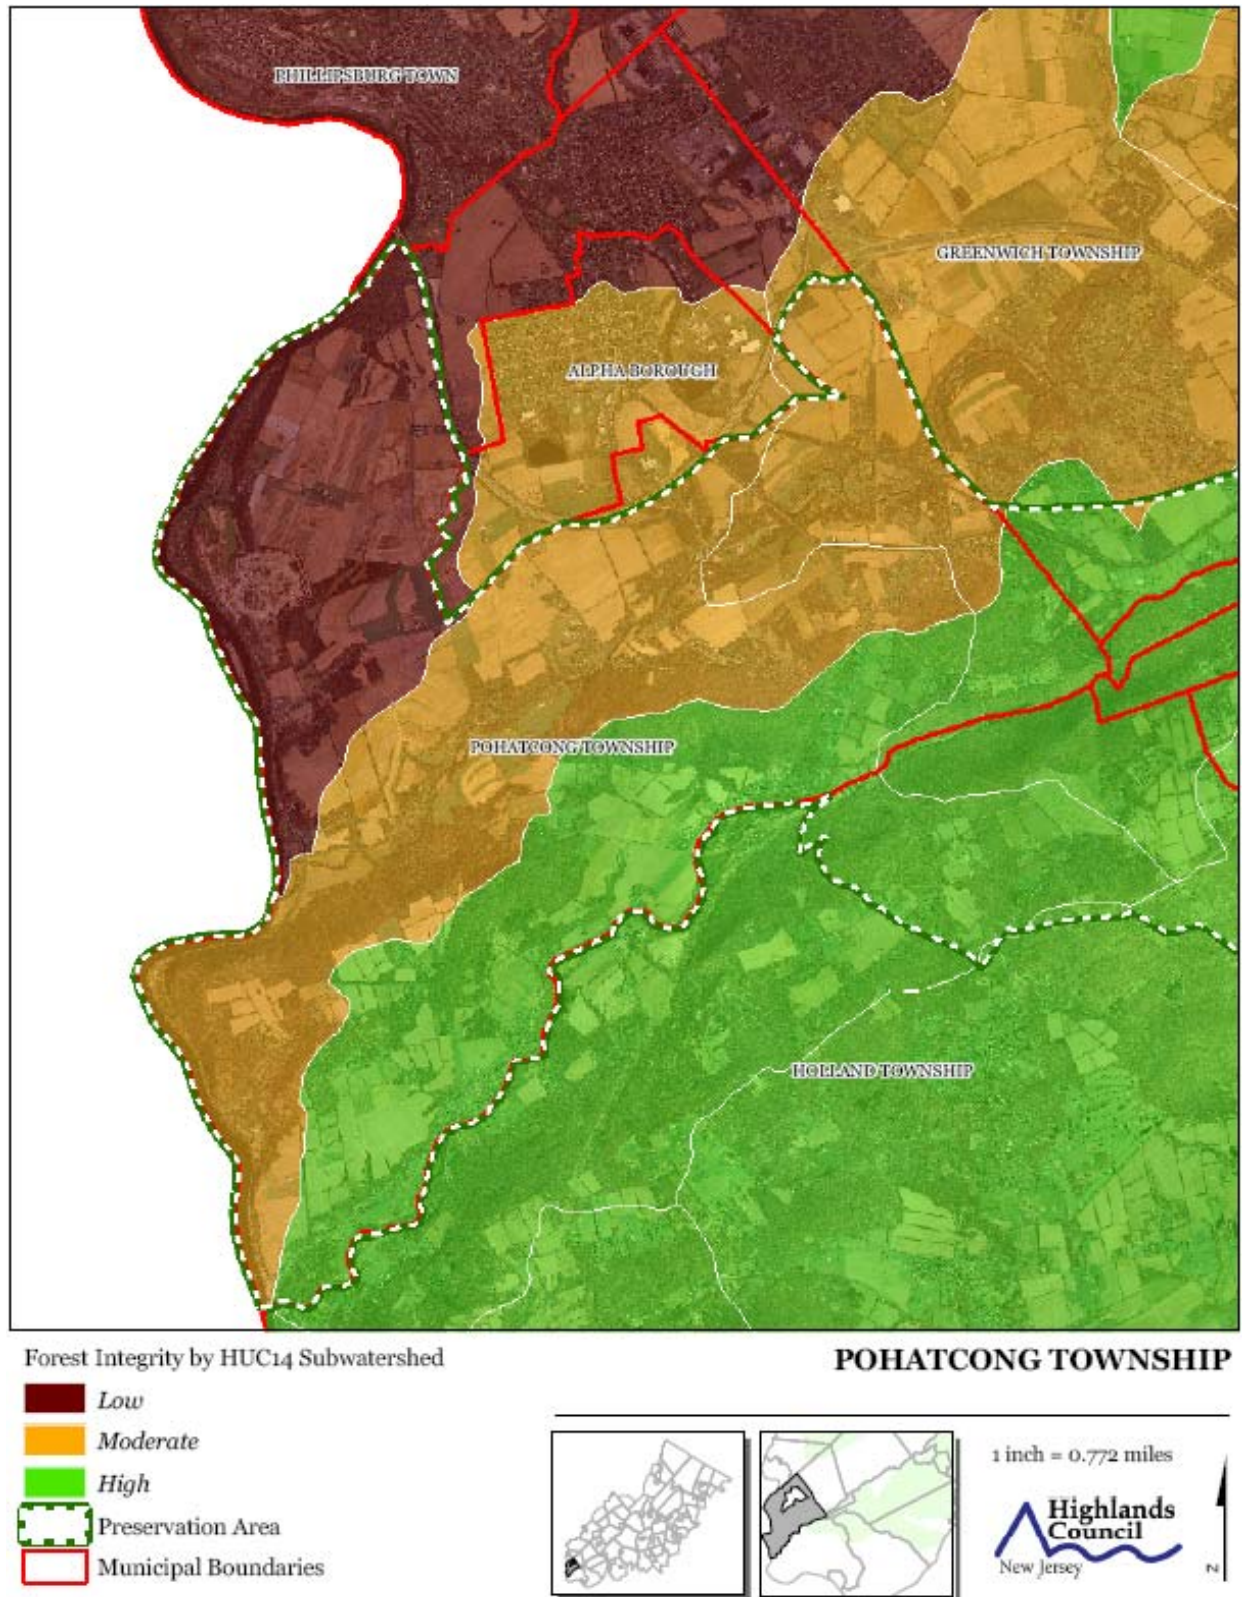 PHILLIPSBURG TOWN
GREENWICH TOWNSHIP
ALPHA BOROUGH
POHATCONG TOWNSHIP
HOLLAND TOWNSHIP
Forest Integrity by HUC14 Subwatershed
Low
Moderate
High
Preservation Area
Municipal Boundaries
POHATCONG TOWNSHIP
1 inch = 0.772 miles
Highlands
Council
New Jersey
N